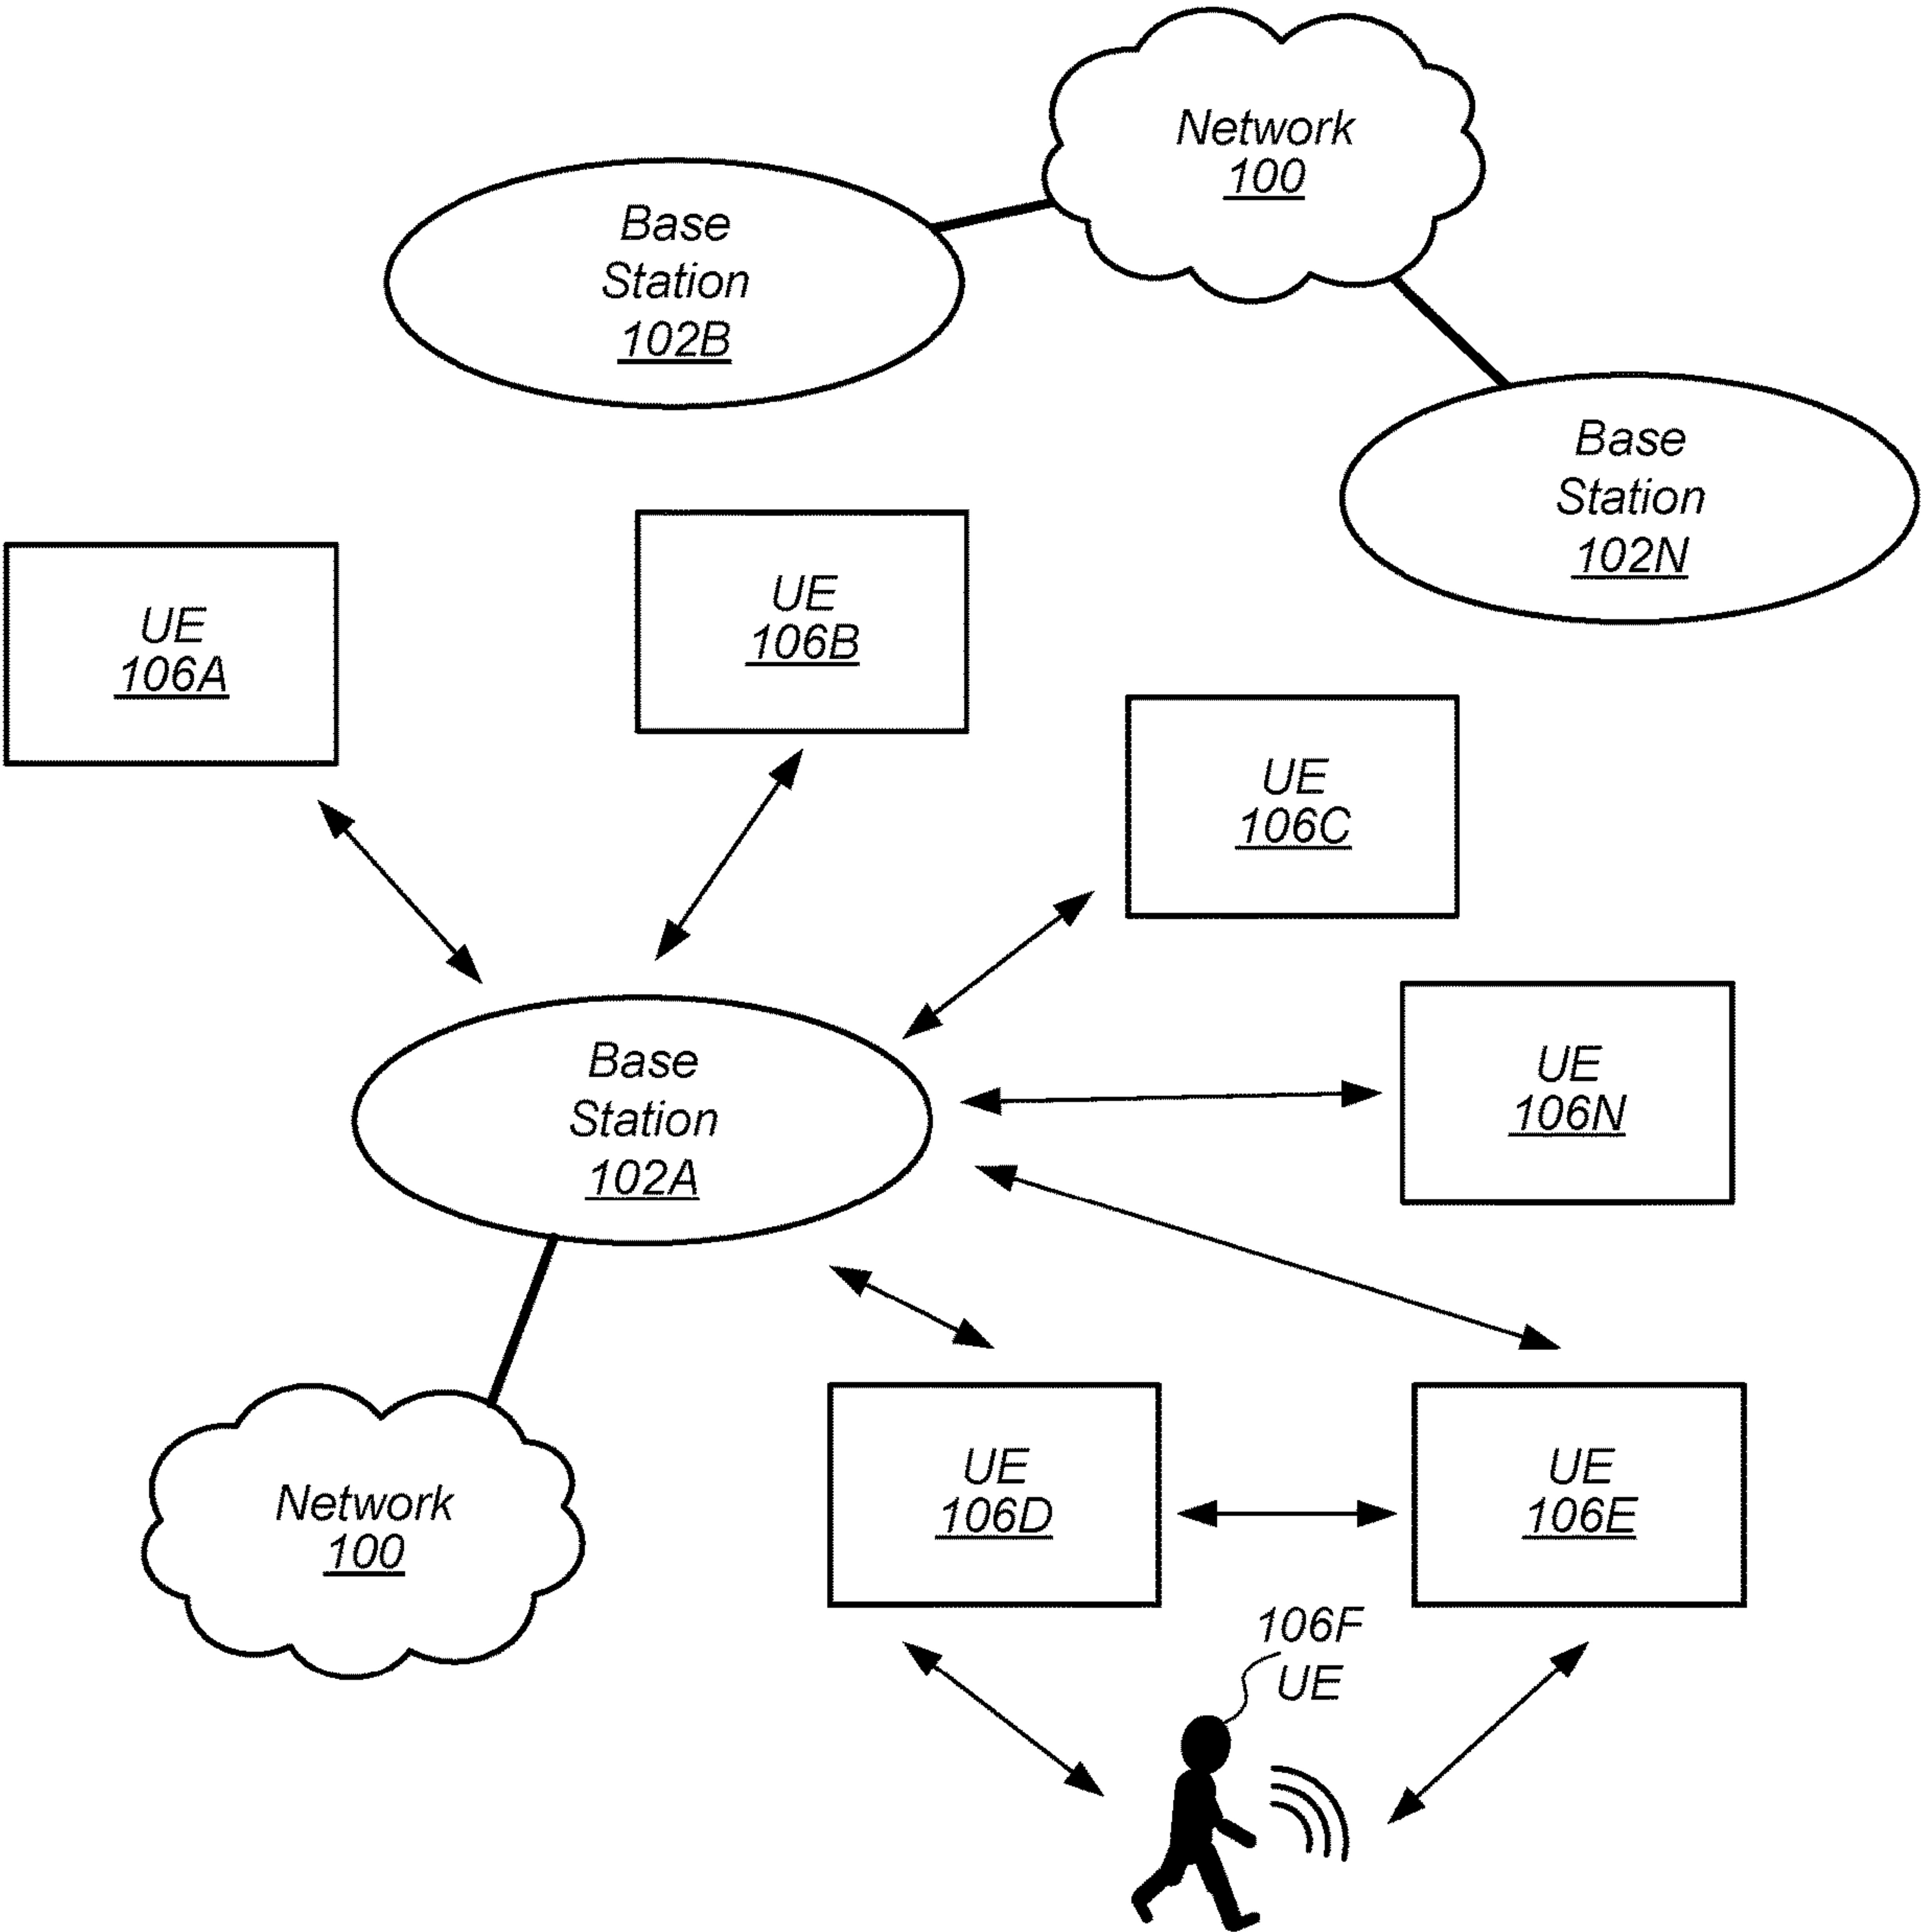 Network
100
Base
Station
102B
Base
Station
102N
UE
106A
UE
106B
UE
106C
Base
Station
102A
UE
106N
Network
100
UE
106D
UE
106E
106F
UE